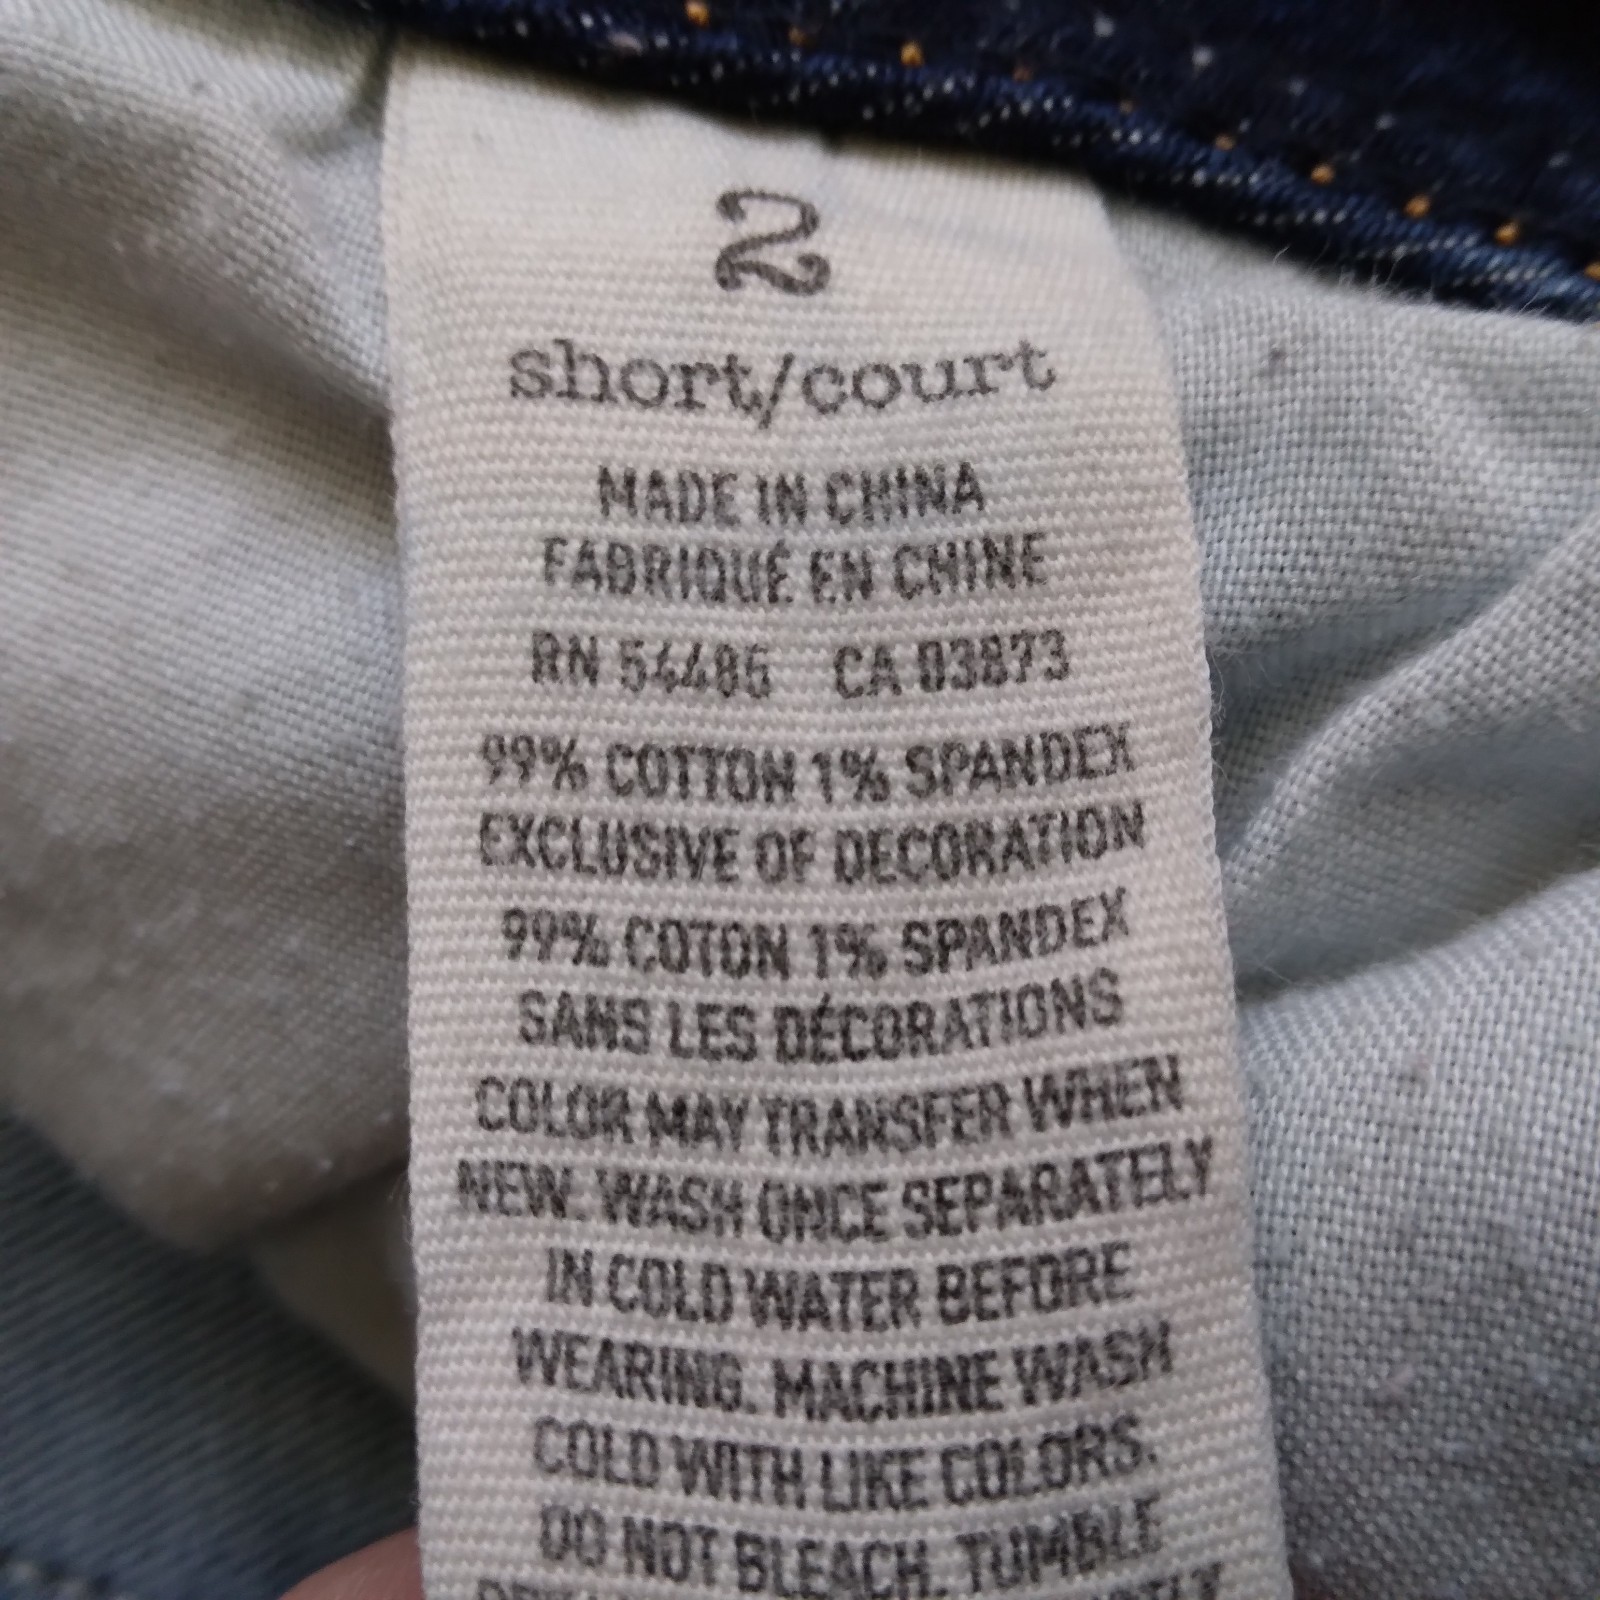 2
short/court
MADE IN CHINA
FABRIQUÉ EN CHINE
RN 54485 CA 03873
99% COTTON 1% SPANDEX
EXCLUSIVE OF DECORATION
99% COTON 1% SPANDEX
SANS LES DÉCORATIONS
COLOR MAY TRANSFER WHEN
NEW. WASH ONCE SEPARATELY
IN COLD WATER BEFORE
WEARING. MACHINE WASH
COLD WITH LIKE COLORS.
DO NOT BLEACH. TUMBLE